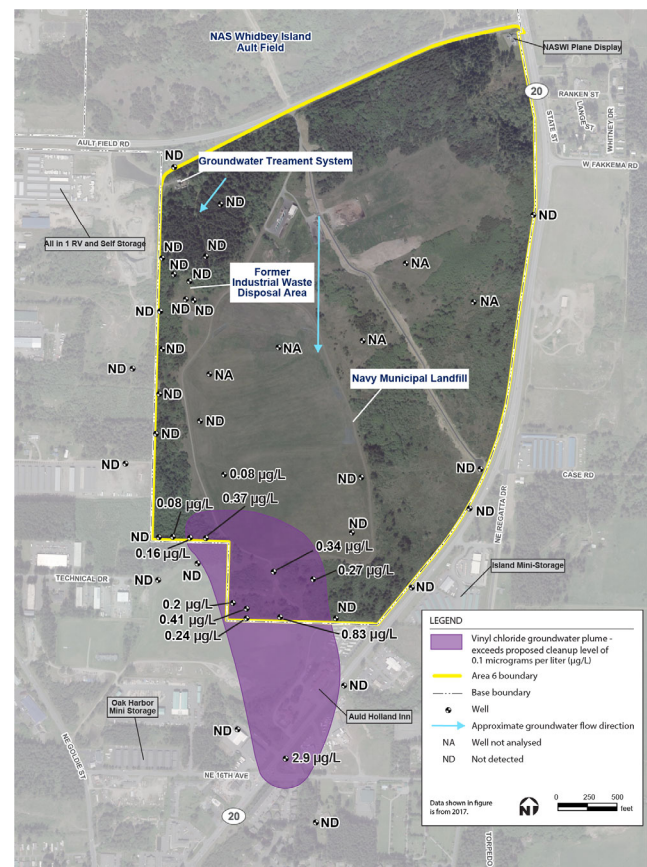 NAS Whidbey Island
Ault Field
NASWI Plane Display
20
RANKEN ST
LANGE ST
STATE ST
WHITNEY DR
W FAKKEMA RD
AULT FIELD RD
ND
Groundwater Treament System
ND
ND
All in 1 RV and Self Storage
ND
ND
ND
ND
NA
Former
Industrial Waste
Disposal Area
ND
ND
ND
NA
ND
NA
NA
ND
NA
Navy Municipal Landfill
ND
ND
ND
ND
ND
0.08 µg/L
ND
CASE RD
0.08 µg/L
0.37 µg/L
ND
NE REGATTA DR
ND
ND
0.16 µg/L
0.34 µg/L
TECHNICAL DR
ND
ND
0.27 µg/L
Island Mini-Storage
ND
0.2 µg/L
0.41 µg/L
0.24 µg/L
ND
0.83 µg/L
ND
Oak Harbor
Mini Storage
Auld Holland Inn
ND
NE GOLDIE ST
2.9 µg/L
NE 16TH AVE
20
ND
TORPEDO
LEGEND
Vinyl chloride groundwater plume -
exceeds proposed cleanup level of
0.1 micrograms per liter (µg/L)
Area 6 boundary
Base boundary
Well
Approximate groundwater flow direction
NA Well not analysed
ND Not detected
Data shown in figure
is from 2017.
N
0 250 500
feet